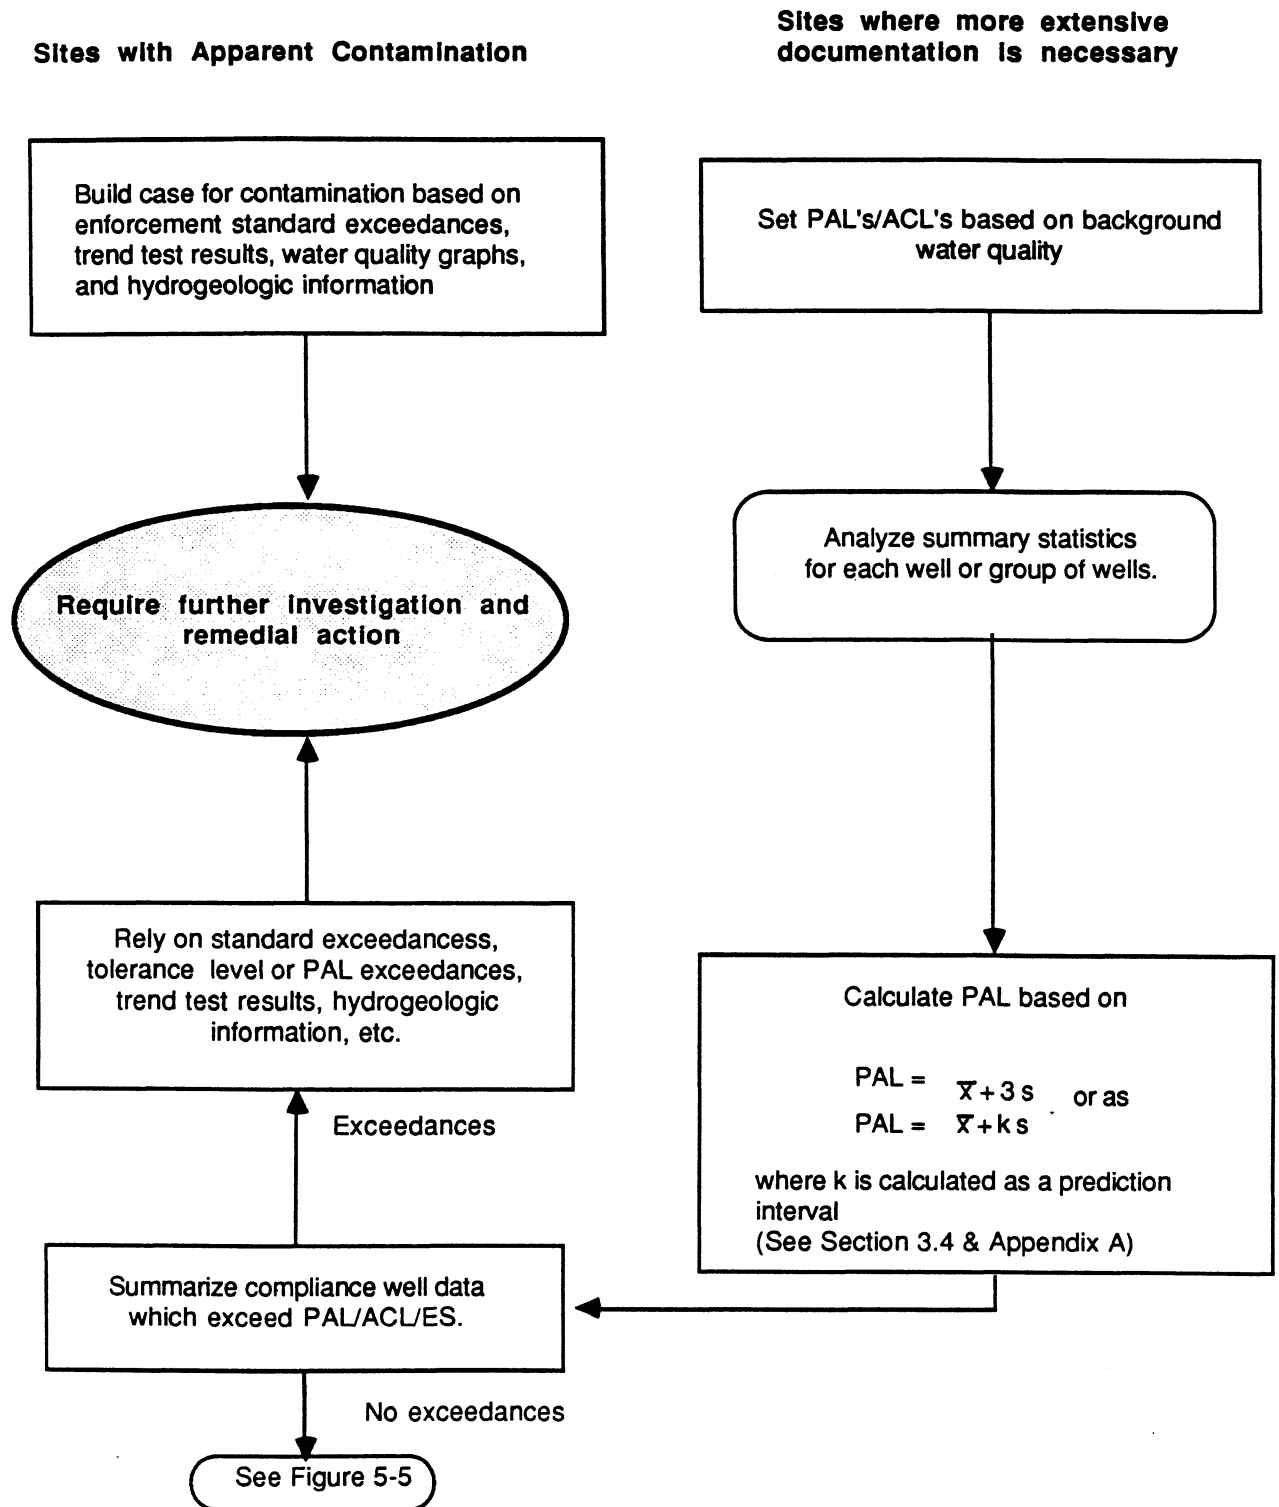 Sites with Apparent Contamination
Sites where more extensive
documentation is necessary
Build case for contamination based on
enforcement standard exceedances,
trend test results, water quality graphs,
and hydrogeologic information
Set PAL's/ACL's based on background
water quality
Require further investigation and
remedial action
Analyze summary statistics
for each well or group of wells.
Rely on standard exceedancess,
tolerance level or PAL exceedances,
trend test results, hydrogeologic
information, etc.
Calculate PAL based on
PAL = x̅ + 3 s or as
PAL = x̅ + k s
where k is calculated as a prediction
interval
(See Section 3.4 & Appendix A)
Exceedances
Summarize compliance well data
which exceed PAL/ACL/ES.
No exceedances
See Figure 5-5